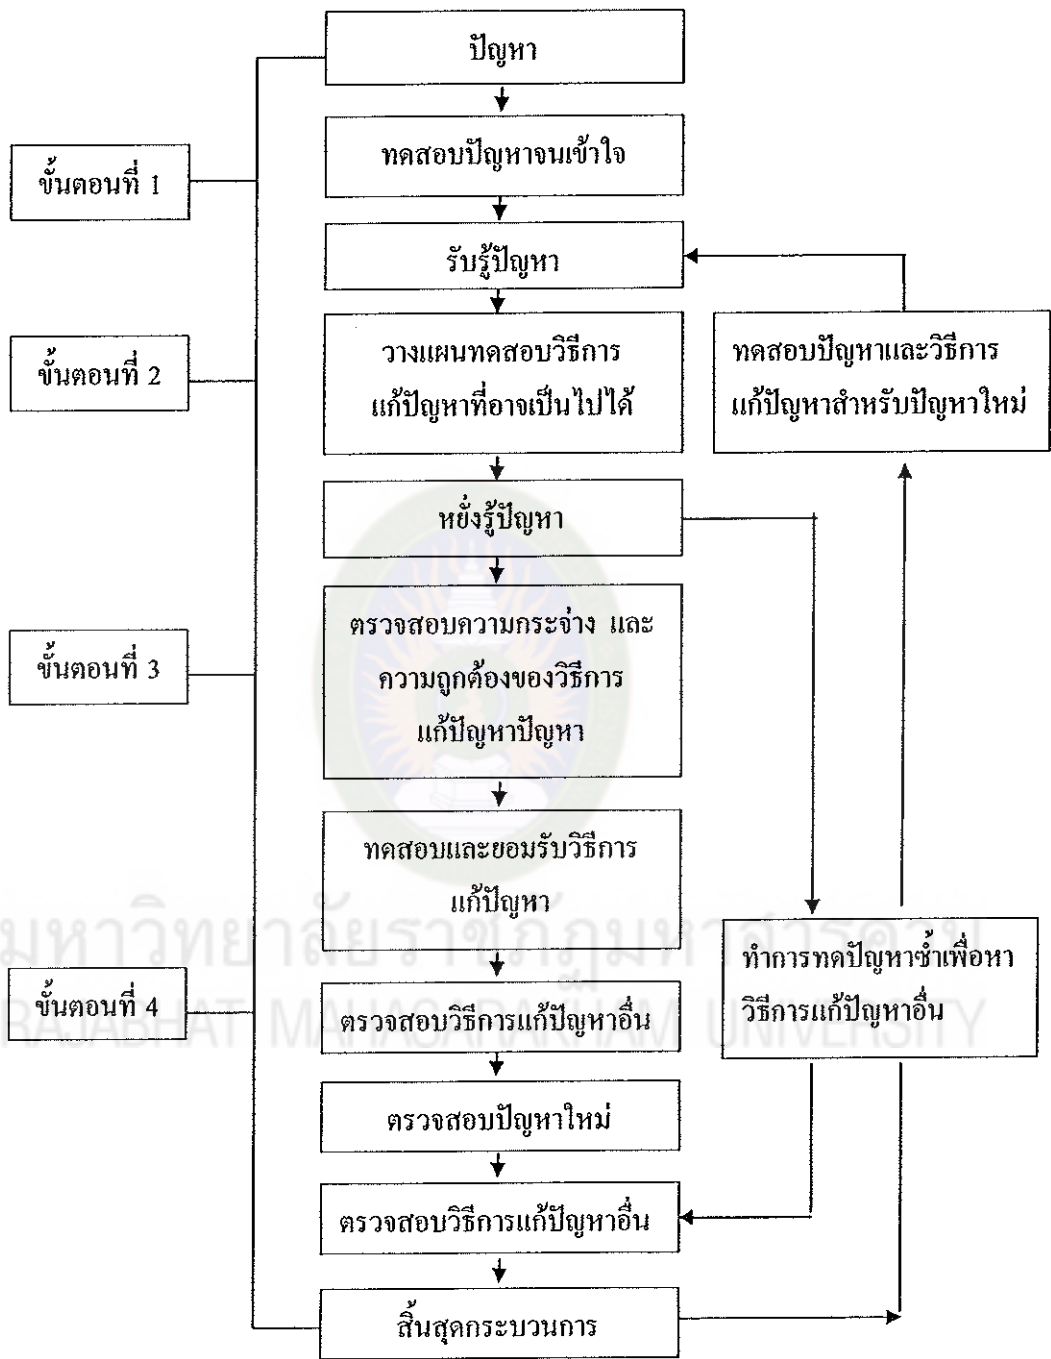 ปัญหา
ทดสอบปัญหาจนเข้าใจ
ขั้นตอนที่ 1
รับรู้ปัญหา
วางแผนทดสอบวิธีการ
แก้ปัญหาที่อาจเป็นไปได้
ทดสอบปัญหาและวิธีการ
แก้ปัญหาสำหรับปัญหาใหม่
ขั้นตอนที่ 2
หยั่งรู้ปัญหา
ตรวจสอบความกระจ่าง และ
ความถูกต้องของวิธีการ
แก้ปัญหาปัญหา
ขั้นตอนที่ 3
ทดสอบและยอมรับวิธีการ
แก้ปัญหา
มหาวิทยาลัยราชภัฏมหาสารคาม
RAJABHAT MAHASARAKHAM UNIVERSITY
ทำการทดปัญหาซ้ำเพื่อหา
วิธีการแก้ปัญหาอื่น
ขั้นตอนที่ 4
ตรวจสอบวิธีการแก้ปัญหาอื่น
ตรวจสอบปัญหาใหม่
ตรวจสอบวิธีการแก้ปัญหาอื่น
สิ้นสุดกระบวนการ